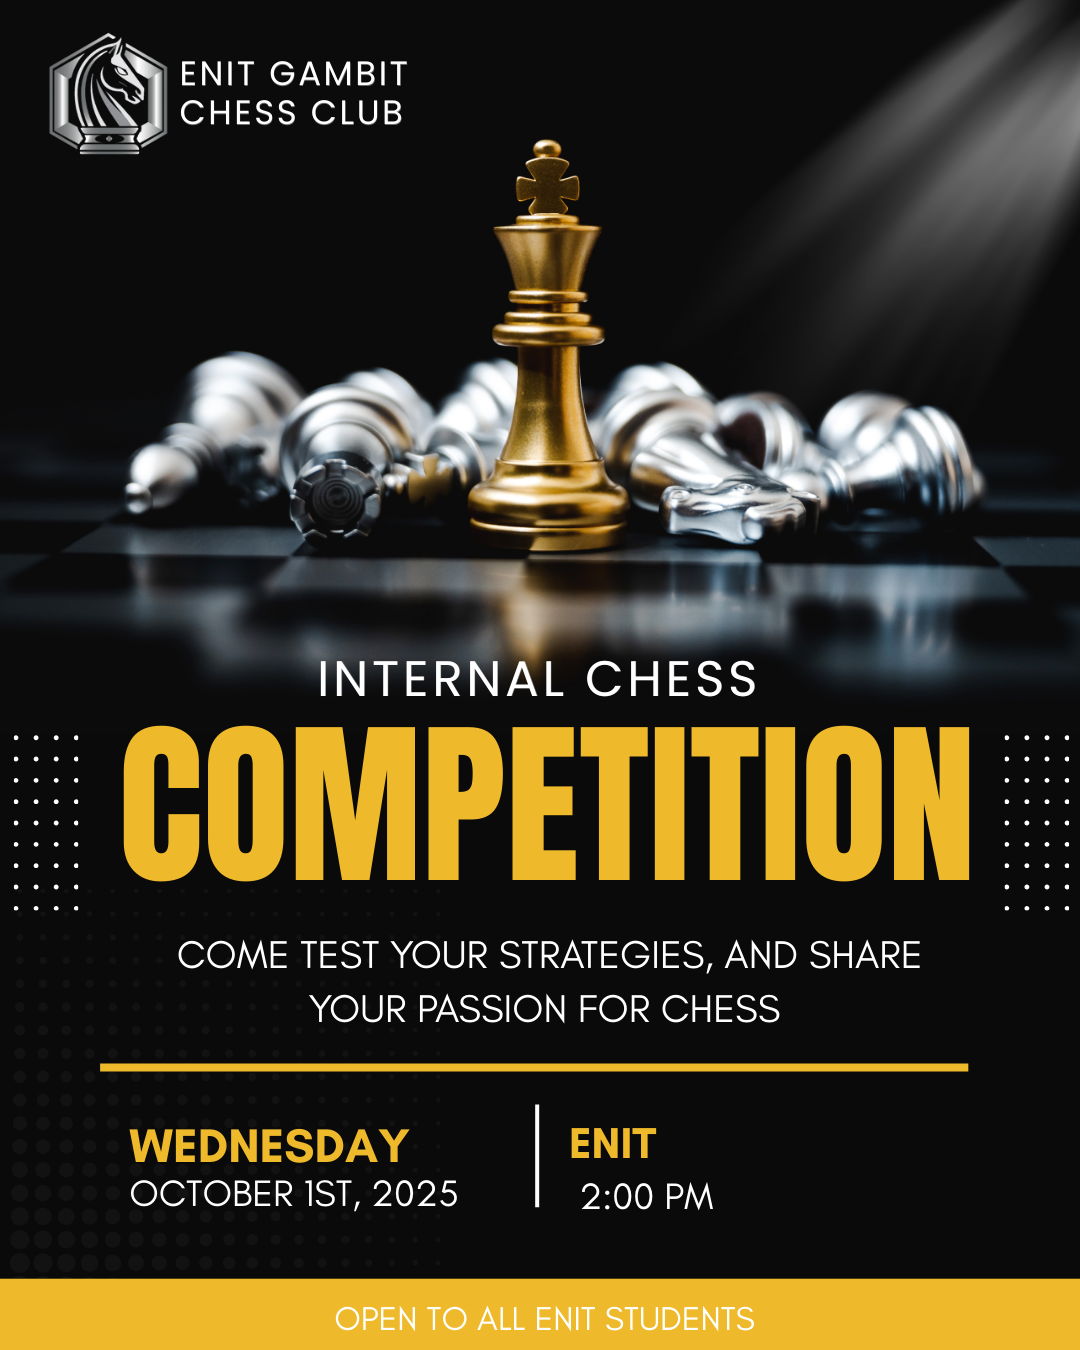 ENIT GAMBIT
CHESS CLUB
INTERNAL CHESS
COMPETITION
COME TEST YOUR STRATEGIES, AND SHARE
YOUR PASSION FOR CHESS
WEDNESDAY
OCTOBER 1ST, 2025
ENIT
2:00 PM
OPEN TO ALL ENIT STUDENTS